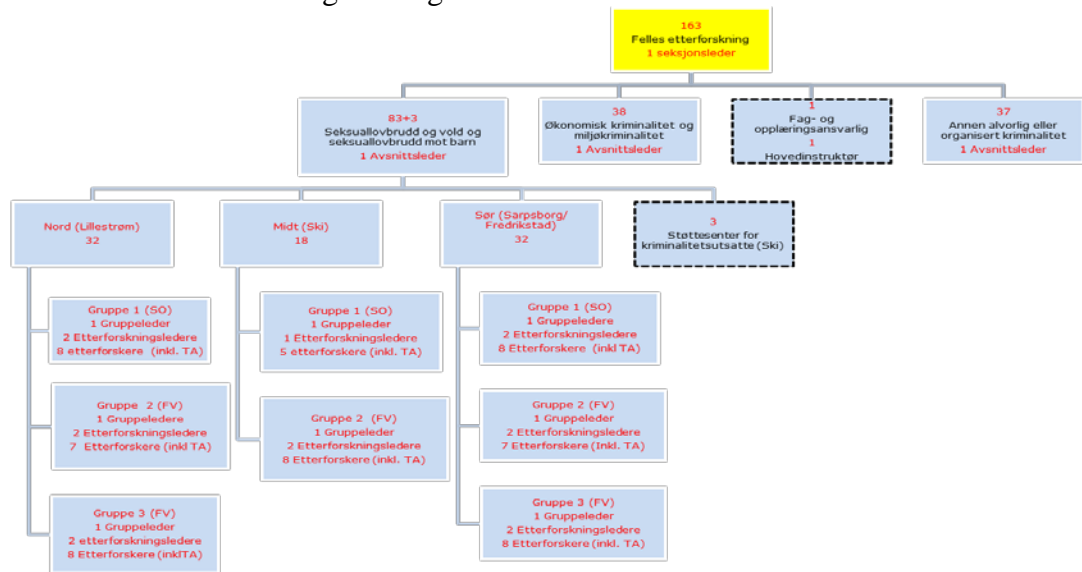 163
Felles etterforskning
1 seksjonsleder
83+3
Seksuallovbrudd og vold og
seksuallovbrudd mot barn
1 Avsnittsleder
38
Økonomisk kriminalitet og
miljøkriminalitet
1 Avsnittsleder
1
Fag- og
opplæringsansvarlig
1
Hovedinstruktør
37
Annen alvorlig eller
organisert kriminalitet
1 Avsnittsleder
Nord (Lillestrøm)
32
Midt (Ski)
18
Sør (Sarpsborg/
Fredrikstad)
32
3
Støttesenter for
kriminalitetsutsatte (Ski)
Gruppe 1 (SO)
1 Gruppeleder
2 Etterforskningsledere
8 etterforskere (inkl. TA)
Gruppe 2 (FV)
1 Gruppeledere
2 Etterforskningsledere
7 Etterforskere (inkl TA)
Gruppe 3 (FV)
1 Gruppeleder
2 etterforskningsledere
8 Etterforskere (inklTA)
Gruppe 1 (SO)
1 Gruppeleder
1 Etterforskningsledere
5 etterforskere (inkl. TA)
Gruppe 2 (FV)
1 Gruppeleder
2 Etterforskningsledere
8 Etterforskere (inkl. TA)
Gruppe 1 (SO)
1 Gruppeledere
2 Etterforskningsledere
8 Etterforskere (inkl TA)
Gruppe 2 (FV)
1 Gruppeleder
2 Etterforskningsledere
7 Etterforskere (Inkl. TA)
Gruppe 3 (FV)
1 Gruppeleder
2 Etterforskningsledere
8 Etterforskere (inkl. TA)